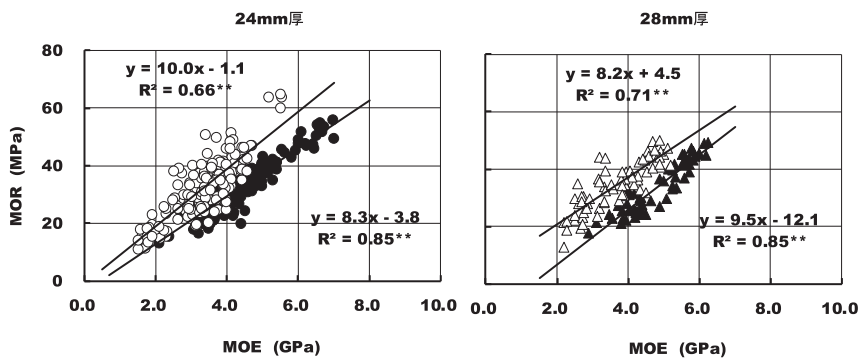 24mm厚
80
60
40
20
0
MOR (MPa)
y = 10.0x - 1.1
R² = 0.66**
y = 8.3x - 3.8
R² = 0.85**
0.0 2.0 4.0 6.0 8.0 10.0
MOE (GPa)
28mm厚
y = 8.2x + 4.5
R² = 0.71**
y = 9.5x - 12.1
R² = 0.85**
0.0 2.0 4.0 6.0 8.0 10.0
MOE (GPa)